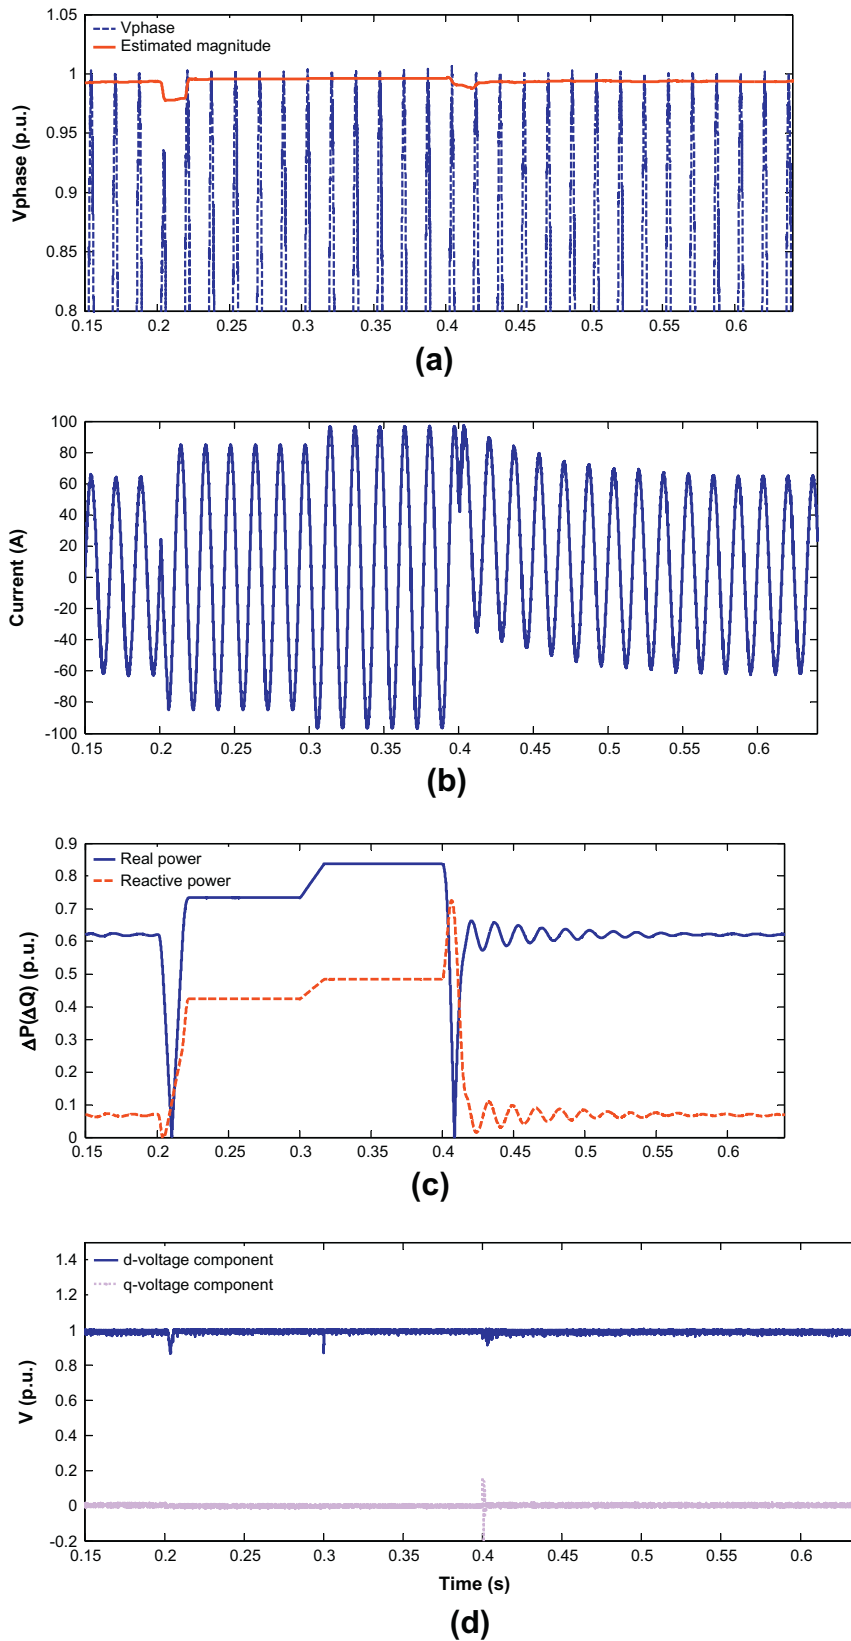 1.05
Vphase
Estimated magnitude
1
0.95
0.9
0.85
0.8
Vphase (p.u.)
0.15 0.2 0.25 0.3 0.35 0.4 0.45 0.5 0.55 0.6
(a)
100
80
60
40
20
0
-20
-40
-60
-80
-100
Current (A)
0.15 0.2 0.25 0.3 0.35 0.4 0.45 0.5 0.55 0.6
(b)
0.9
Real power
Reactive power
0.8
0.7
0.6
0.5
0.4
0.3
0.2
0.1
0
ΔP(ΔQ) (p.u.)
0.15 0.2 0.25 0.3 0.35 0.4 0.45 0.5 0.55 0.6
(c)
d-voltage component
q-voltage component
1.4
1.2
1
0.8
0.6
0.4
0.2
0
-0.2
V (p.u.)
0.15 0.2 0.25 0.3 0.35 0.4 0.45 0.5 0.55 0.6
Time (s)
(d)